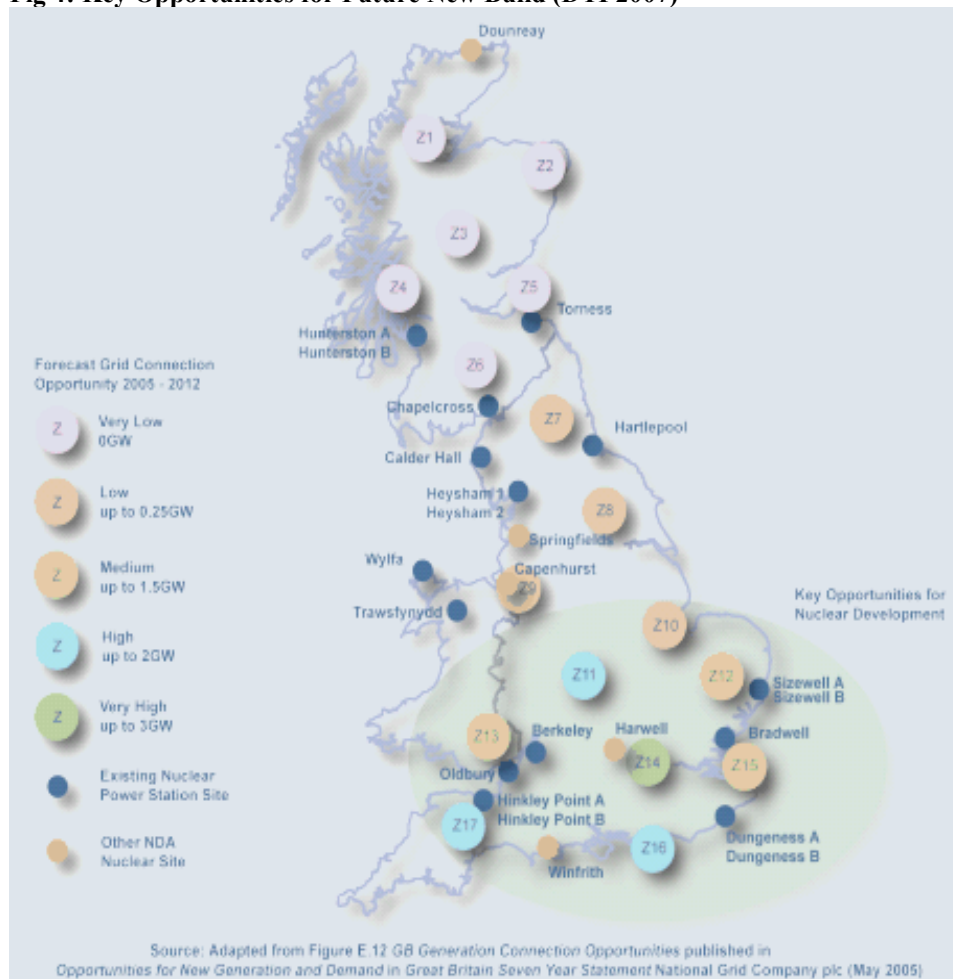 Fig 4: Key Opportunities for Future New Build (DTI 2007)
Dounreay
Z1
Z2
Z3
Z4
Z5
Torness
Hunterston A
Hunterston B
Forecast Grid Connection
Opportunity 2005 - 2012
Z6
Chapelcross
Z
Very Low
0GW
Z7
Hartlepool
Calder Hall
Heysham 1
Heysham 2
Z
Low
up to 0.25GW
Z8
Springfields
Wylfa
Capenhurst
Z9
Z
Medium
up to 1.5GW
Trawsfynydd
Key Opportunities for
Nuclear Development
Z10
Z
High
up to 2GW
Z11
Z12
Sizewell A
Sizewell B
Z
Very High
up to 3GW
Z13
Berkeley
Harwell
Bradwell
Z14
Z15
Oldbury
Existing Nuclear
Power Station Site
Hinkley Point A
Hinkley Point B
Z17
Dungeness A
Dungeness B
Other NDA
Nuclear Site
Z16
Winfrith
Source: Adapted from Figure E.12 GB Generation Connection Opportunities published in
Opportunities for New Generation and Demand in Great Britain Seven Year Statement National Grid Company plc (May 2005)